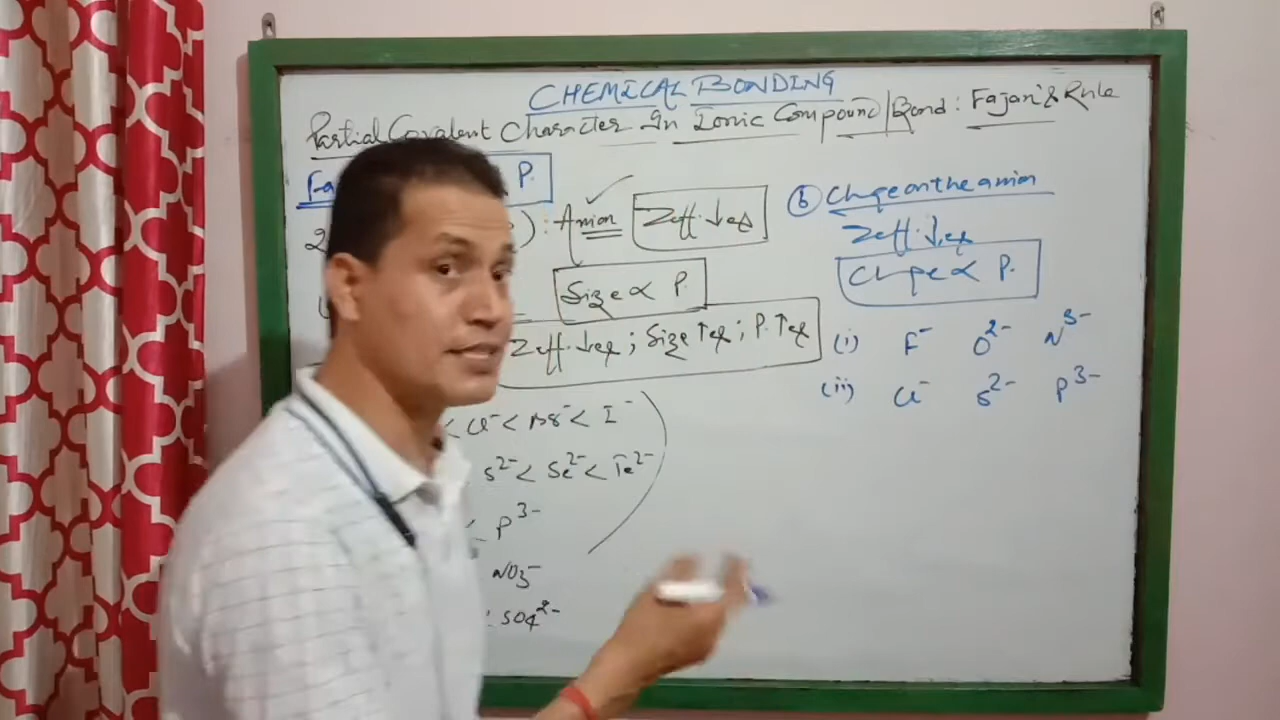 CHEMICAL BONDING
Partial Covalent Character In Ionic Compound/Bond: Fajan's Rule
Fa P.
2 ): Anion Zeff.↓es
Size ∝ P.
Zeff.↓es; Size↑es; P.↑es
< Cl⁻ < Br⁻ < I⁻
S²⁻ < Se²⁻ < Te²⁻
< P³⁻
NO₃⁻
: SO₄²⁻
(b) Charge on the anion
Zeff.↓es
Charge ∝ P.
(i) F⁻ O²⁻ N³⁻
(ii) Cl⁻ S²⁻ P³⁻